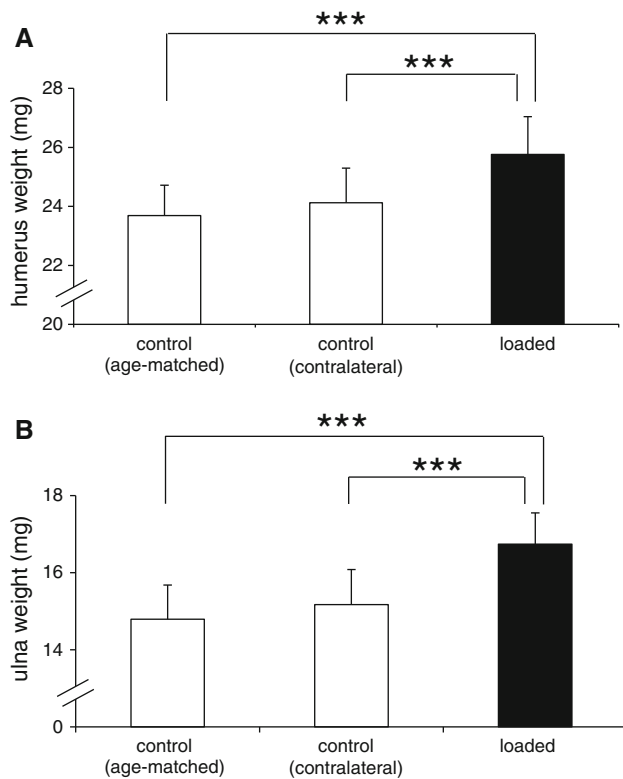 A
***
***
humerus weight (mg)
28
26
24
22
20
control
(age-matched)
control
(contralateral)
loaded
B
***
***
ulna weight (mg)
18
16
14
0
control
(age-matched)
control
(contralateral)
loaded